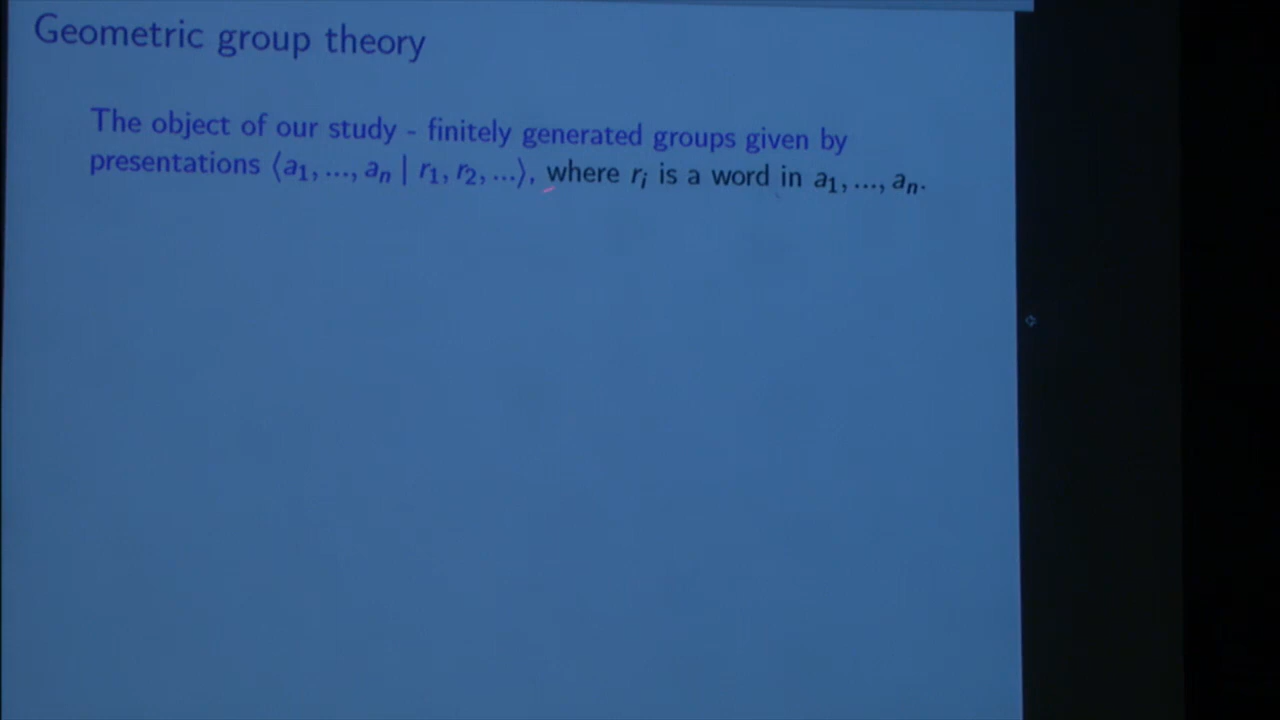 Geometric group theory
The object of our study - finitely generated groups given by
presentations ⟨a₁, ..., aₙ | r₁, r₂, ...⟩, where rᵢ is a word in a₁, ..., aₙ.